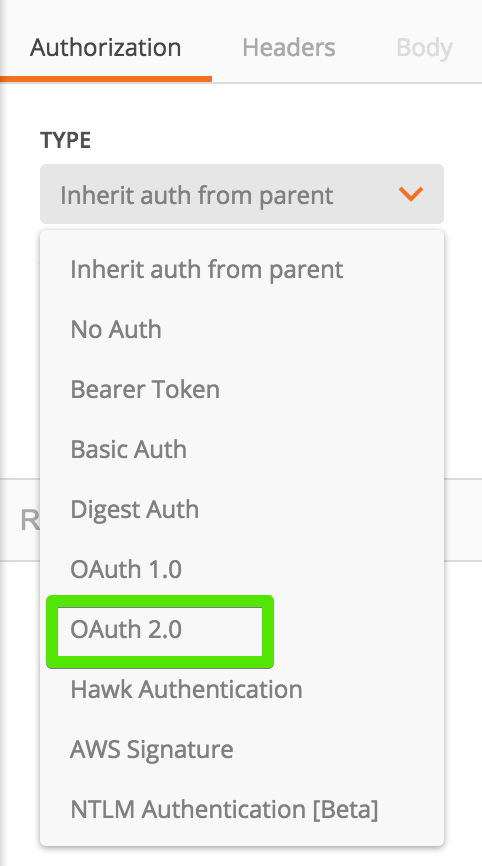 Authorization Headers Body
TYPE
Inherit auth from parent
Inherit auth from parent
No Auth
Bearer Token
Basic Auth
Digest Auth
OAuth 1.0
OAuth 2.0
Hawk Authentication
AWS Signature
NTLM Authentication [Beta]